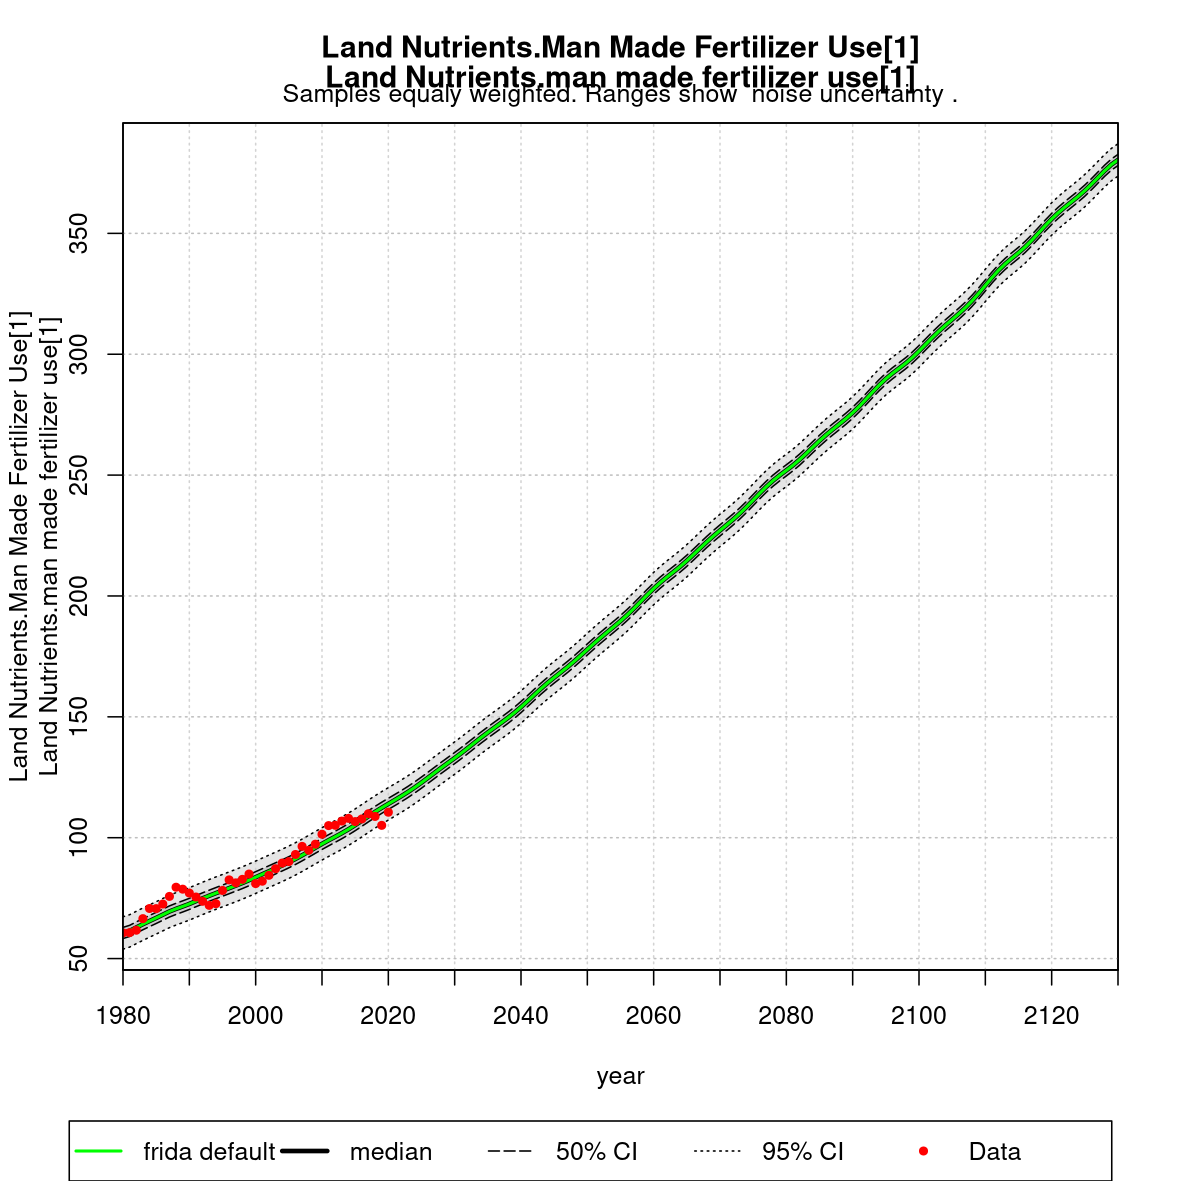 Land Nutrients.Man Made Fertilizer Use[1]
Land Nutrients.man made fertilizer use[1]
Samples equaly weighted. Ranges show  noise uncertainty .
Land Nutrients.Man Made Fertilizer Use[1]
Land Nutrients.man made fertilizer use[1]
350
300
250
200
150
100
50
1980 2000 2020 2040 2060 2080 2100 2120
year
frida default median 50% CI 95% CI Data